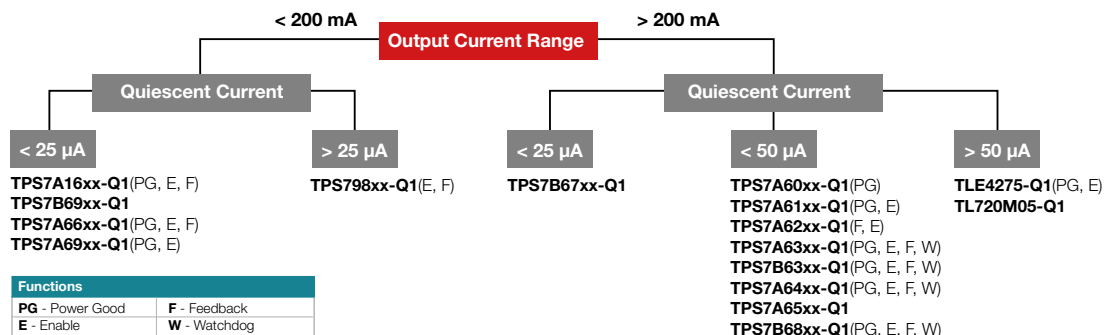 < 200 mA
> 200 mA
Output Current Range
Quiescent Current
Quiescent Current
< 25 µA
> 25 µA
< 25 µA
< 50 µA
> 50 µA
TPS7A16xx-Q1(PG, E, F)
TPS7B69xx-Q1
TPS7A66xx-Q1(PG, E, F)
TPS7A69xx-Q1(PG, E)
TPS798xx-Q1(E, F)
TPS7B67xx-Q1
TPS7A60xx-Q1(PG)
TPS7A61xx-Q1(PG, E)
TPS7A62xx-Q1(F, E)
TPS7A63xx-Q1(PG, E, F, W)
TPS7B63xx-Q1(PG, E, F, W)
TPS7A64xx-Q1(PG, E, F, W)
TPS7A65xx-Q1
TPS7B68xx-Q1(PG, E, F, W)
TLE4275-Q1(PG, E)
TL720M05-Q1
Functions
PG - Power Good
F - Feedback
E - Enable
W - Watchdog